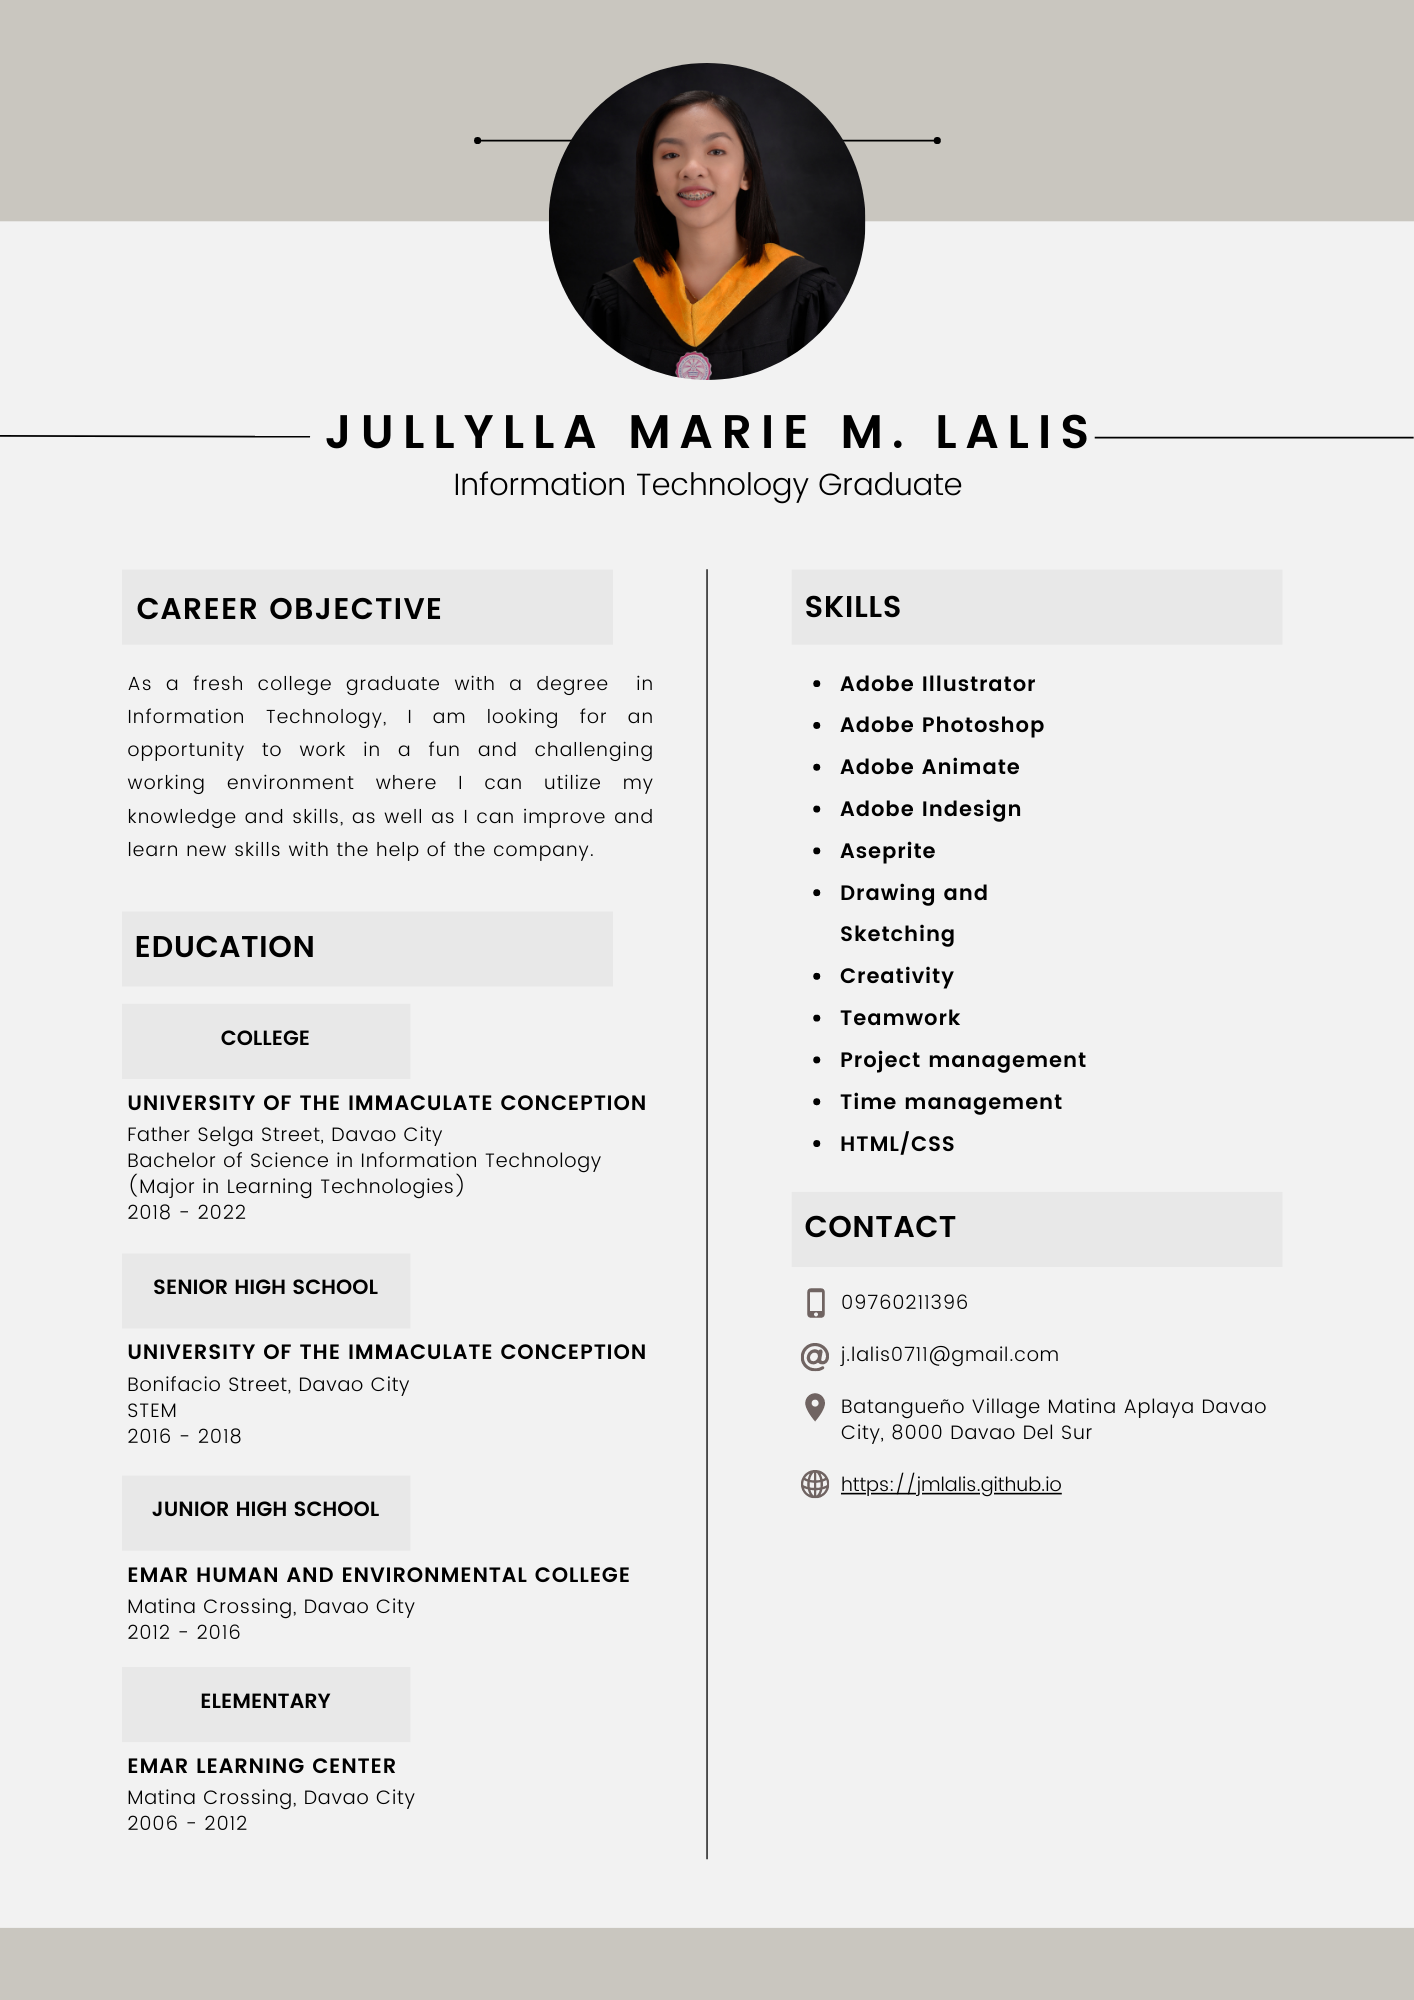 JULLYLLA MARIE M. LALIS
Information Technology Graduate
CAREER OBJECTIVE
As a fresh college graduate with a degree in
Information Technology, I am looking for an
opportunity to work in a fun and challenging
working environment where I can utilize my
knowledge and skills, as well as I can improve and
learn new skills with the help of the company.
EDUCATION
COLLEGE
UNIVERSITY OF THE IMMACULATE CONCEPTION
Father Selga Street, Davao City
Bachelor of Science in Information Technology
(Major in Learning Technologies)
2018 - 2022
SENIOR HIGH SCHOOL
UNIVERSITY OF THE IMMACULATE CONCEPTION
Bonifacio Street, Davao City
STEM
2016 - 2018
JUNIOR HIGH SCHOOL
EMAR HUMAN AND ENVIRONMENTAL COLLEGE
Matina Crossing, Davao City
2012 - 2016
ELEMENTARY
EMAR LEARNING CENTER
Matina Crossing, Davao City
2006 - 2012
SKILLS
• Adobe Illustrator
• Adobe Photoshop
• Adobe Animate
• Adobe Indesign
• Aseprite
• Drawing and
Sketching
• Creativity
• Teamwork
• Project management
• Time management
• HTML/CSS
CONTACT
09760211396
j.lalis0711@gmail.com
Batangueño Village Matina Aplaya Davao
City, 8000 Davao Del Sur
https://jmlalis.github.io